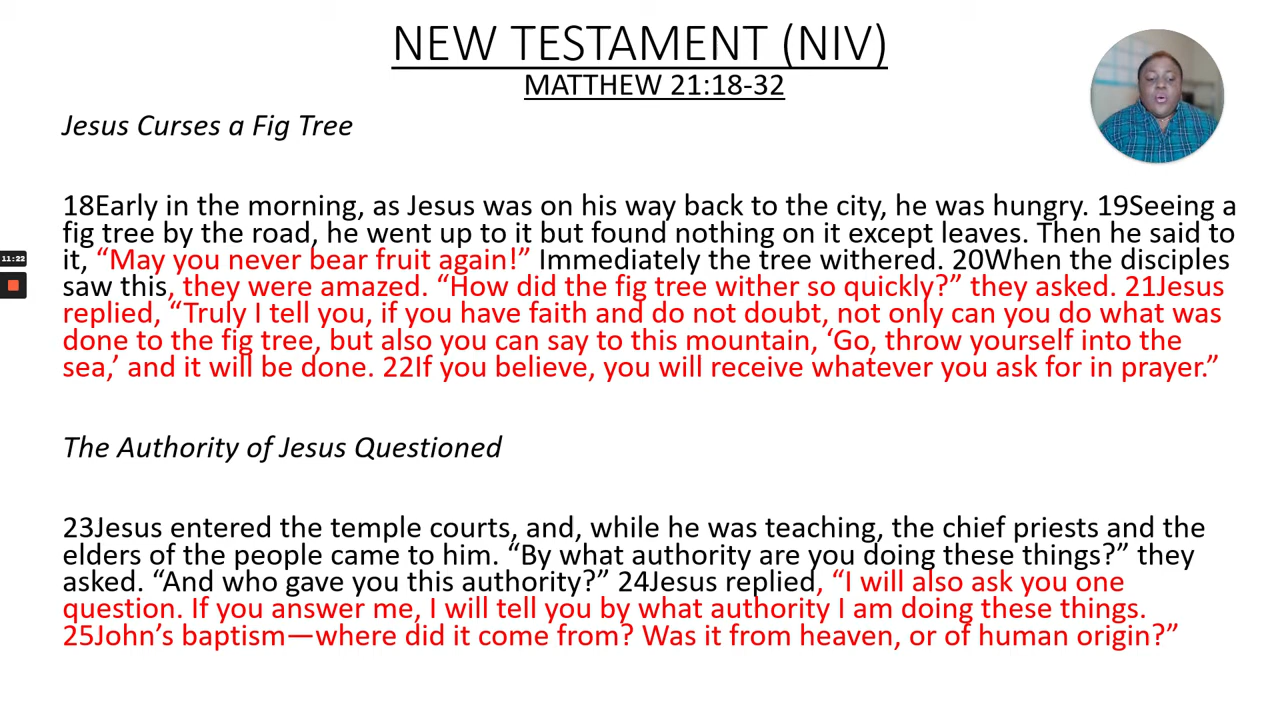 NEW TESTAMENT (NIV)
MATTHEW 21:18-32
Jesus Curses a Fig Tree
18Early in the morning, as Jesus was on his way back to the city, he was hungry. 19Seeing a
fig tree by the road, he went up to it but found nothing on it except leaves. Then he said to
it, “May you never bear fruit again!” Immediately the tree withered. 20When the disciples
saw this, they were amazed. “How did the fig tree wither so quickly?” they asked. 21Jesus
replied, “Truly I tell you, if you have faith and do not doubt, not only can you do what was
done to the fig tree, but also you can say to this mountain, ‘Go, throw yourself into the
sea,’ and it will be done. 22If you believe, you will receive whatever you ask for in prayer.”
The Authority of Jesus Questioned
23Jesus entered the temple courts, and, while he was teaching, the chief priests and the
elders of the people came to him. “By what authority are you doing these things?” they
asked. “And who gave you this authority?” 24Jesus replied, “I will also ask you one
question. If you answer me, I will tell you by what authority I am doing these things.
25John’s baptism—where did it come from? Was it from heaven, or of human origin?”
11:22